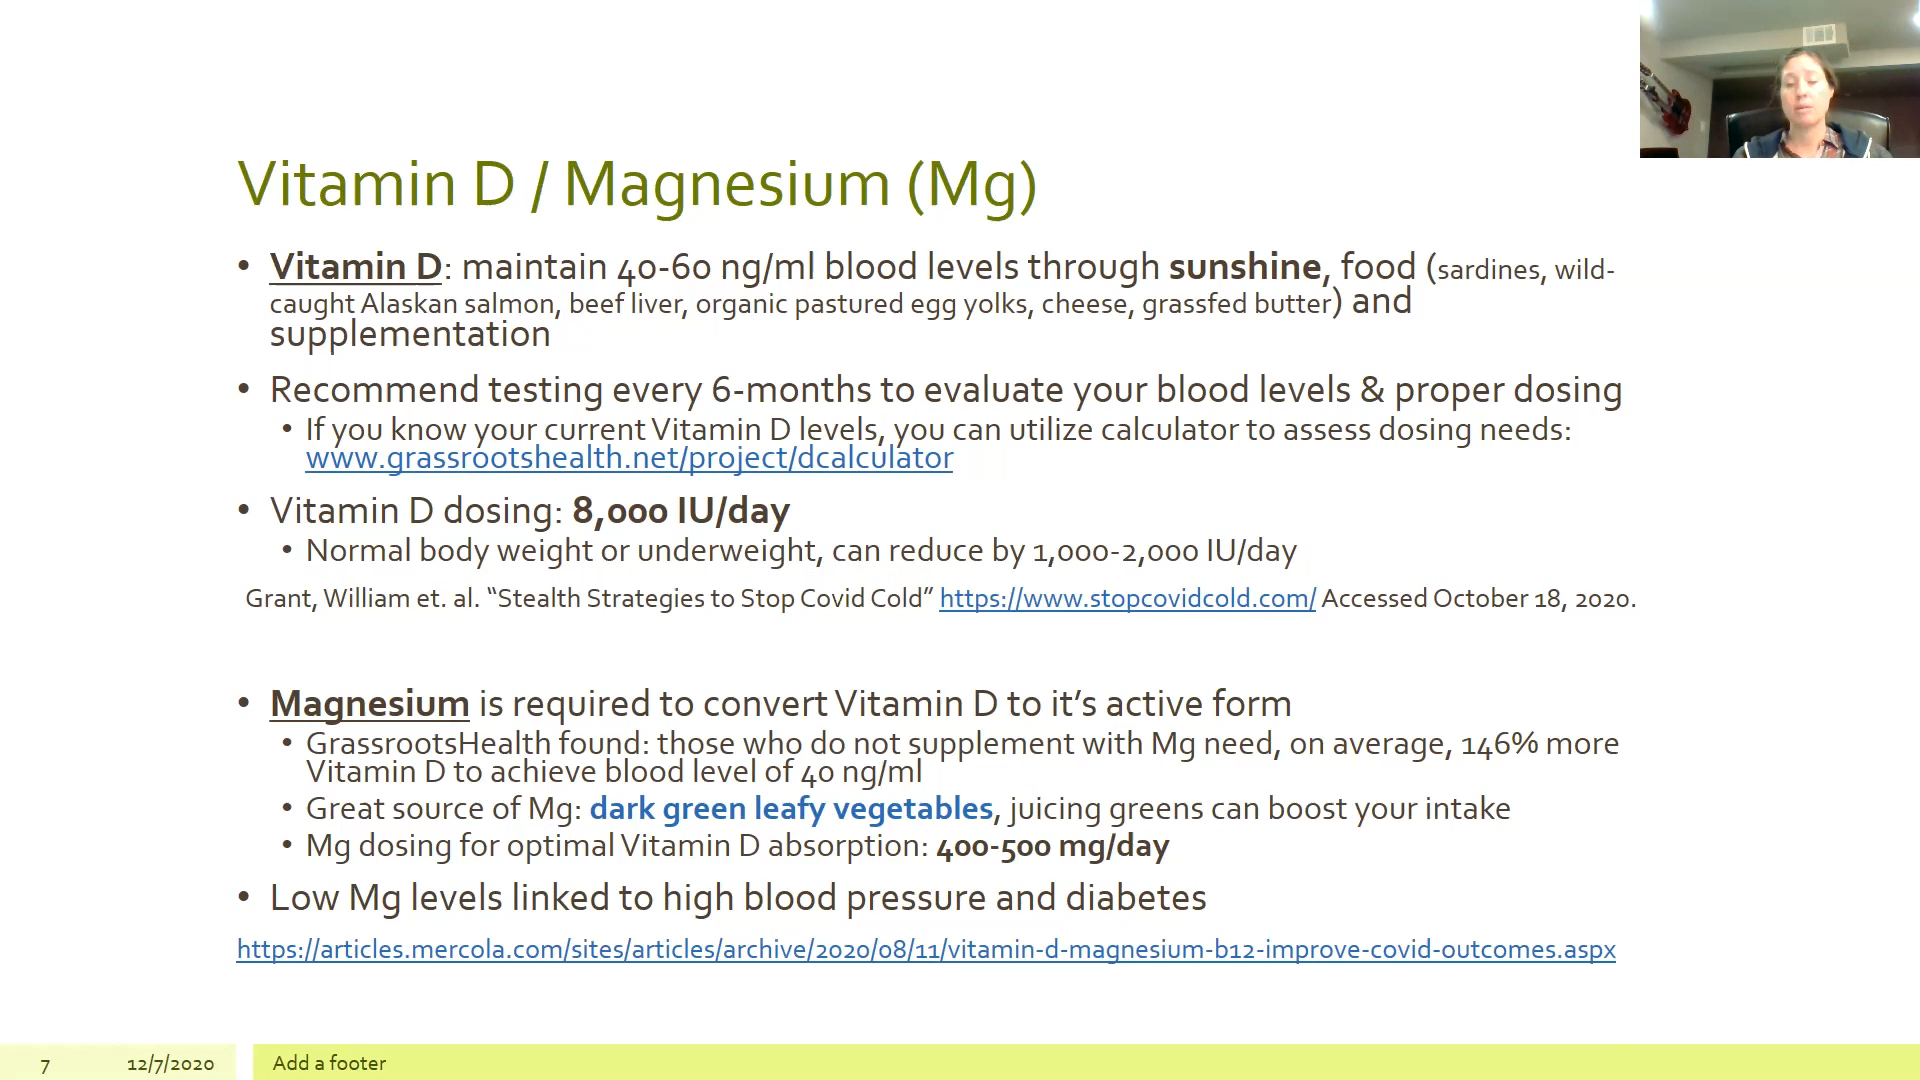 Vitamin D / Magnesium (Mg)
• Vitamin D: maintain 40-60 ng/ml blood levels through sunshine, food (sardines, wild-
caught Alaskan salmon, beef liver, organic pastured egg yolks, cheese, grassfed butter) and
supplementation
• Recommend testing every 6-months to evaluate your blood levels & proper dosing
• If you know your current Vitamin D levels, you can utilize calculator to assess dosing needs:
www.grassrootshealth.net/project/dcalculator
• Vitamin D dosing: 8,000 IU/day
• Normal body weight or underweight, can reduce by 1,000-2,000 IU/day
Grant, William et. al. “Stealth Strategies to Stop Covid Cold” https://www.stopcovidcold.com/ Accessed October 18, 2020.
• Magnesium is required to convert Vitamin D to it’s active form
• GrassrootsHealth found: those who do not supplement with Mg need, on average, 146% more
Vitamin D to achieve blood level of 40 ng/ml
• Great source of Mg: dark green leafy vegetables, juicing greens can boost your intake
• Mg dosing for optimal Vitamin D absorption: 400-500 mg/day
• Low Mg levels linked to high blood pressure and diabetes
https://articles.mercola.com/sites/articles/archive/2020/08/11/vitamin-d-magnesium-b12-improve-covid-outcomes.aspx
7 12/7/2020 Add a footer